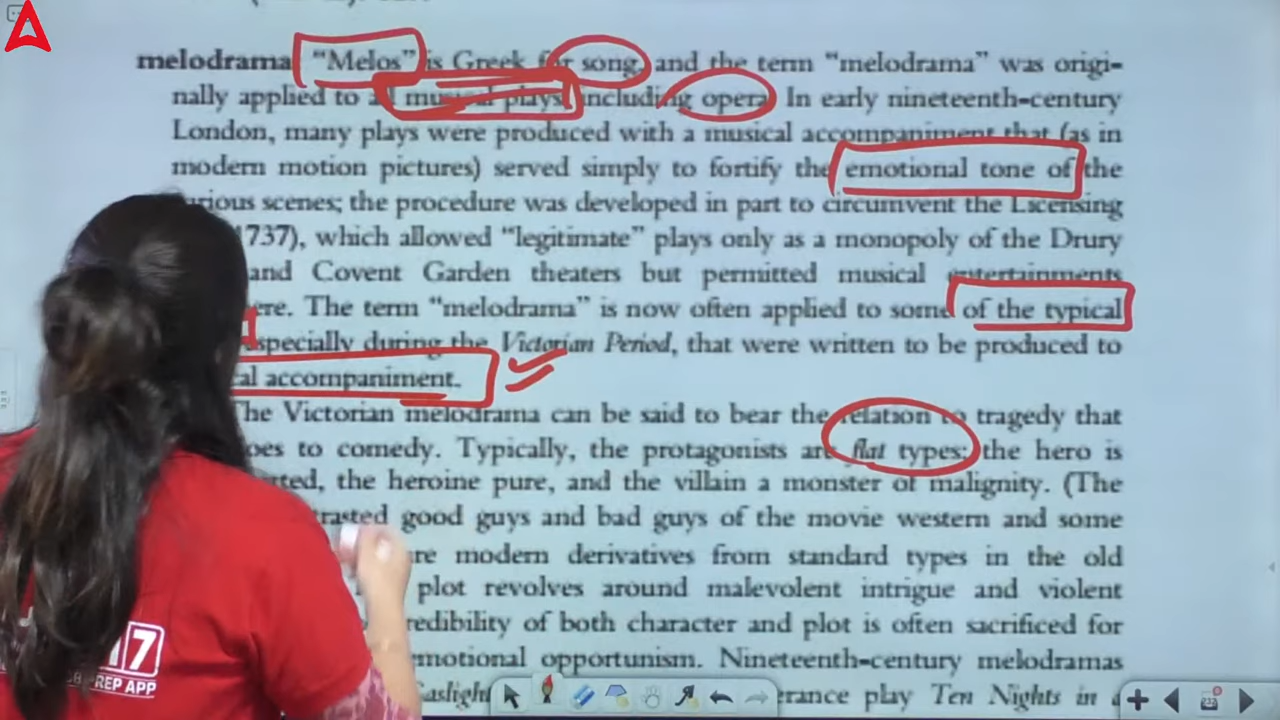 melodrama "Melos" is Greek for song, and the term "melodrama" was origi-
nally applied to all musical plays, including opera. In early nineteenth-century
London, many plays were produced with a musical accompaniment that (as in
modern motion pictures) served simply to fortify the emotional tone of the
various scenes; the procedure was developed in part to circumvent the Licensing
1737), which allowed "legitimate" plays only as a monopoly of the Drury
and Covent Garden theaters but permitted musical entertainments
ere. The term "melodrama" is now often applied to some of the typical
especially during the Victorian Period, that were written to be produced to
al accompaniment.
The Victorian melodrama can be said to bear the relation to tragedy that
oes to comedy. Typically, the protagonists are flat types: the hero is
rted, the heroine pure, and the villain a monster of malignity. (The
rasted good guys and bad guys of the movie western and some
re modern derivatives from standard types in the old
plot revolves around malevolent intrigue and violent
redibility of both character and plot is often sacrificed for
motional opportunism. Nineteenth-century melodramas
Gaslight
erance play Ten Nights in a
7
PREP APP